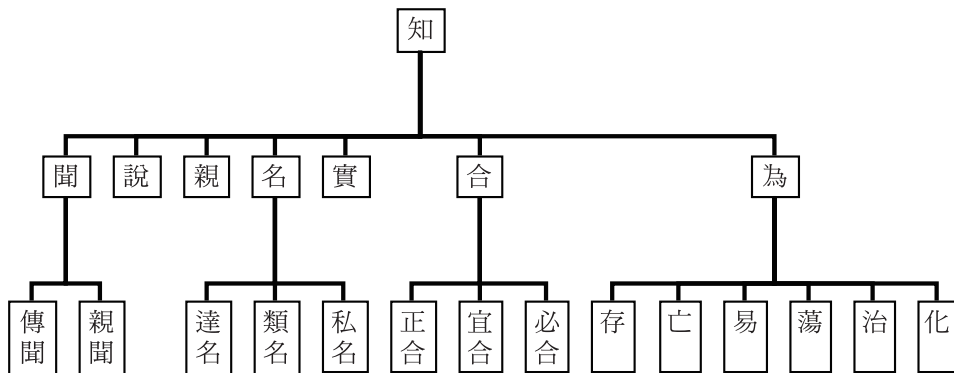 知
聞
說
親
名
實
合
為
傳聞
親聞
達名
類名
私名
正合
宜合
必合
存
亡
易
蕩
治
化